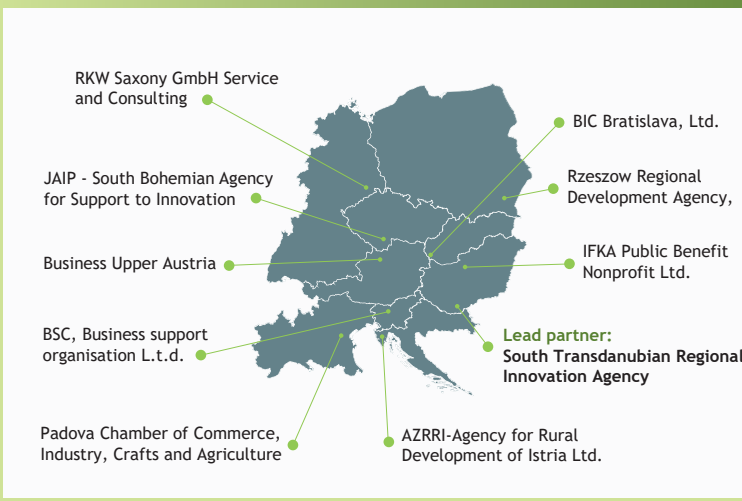 RKW Saxony GmbH Service
and Consulting
BIC Bratislava, Ltd.
JAIP - South Bohemian Agency
for Support to Innovation
Rzeszow Regional
Development Agency,
Business Upper Austria
IFKA Public Benefit
Nonprofit Ltd.
BSC, Business support
organisation L.t.d.
Lead partner:
South Transdanubian Regional
Innovation Agency
Padova Chamber of Commerce,
Industry, Crafts and Agriculture
AZRRI-Agency for Rural
Development of Istria Ltd.